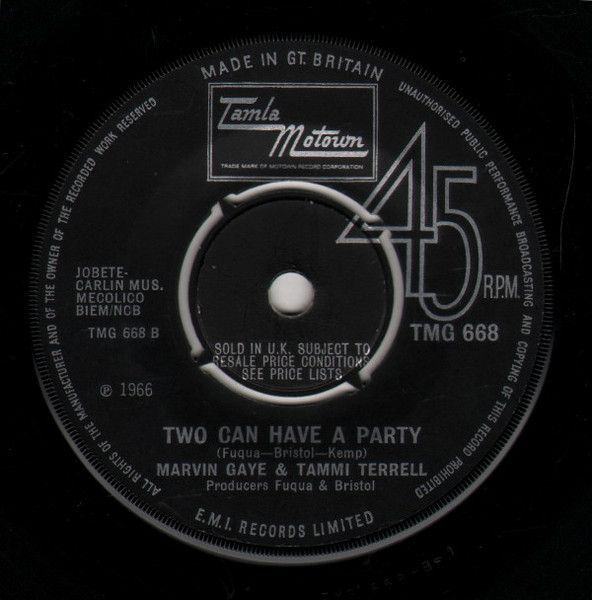 MADE IN GT. BRITAIN
UNAUTHORISED PUBLIC PERFORMANCE BROADCASTING AND COPYING OF THIS RECORD PROHIBITED
ALL RIGHTS OF THE MANUFACTURER AND OF THE OWNER OF THE RECORDED WORK RESERVED
Tamla
Motown
TRADE MARK OF MOTOWN RECORD CORPORATION
45
R.P.M.
JOBETE-
CARLIN MUS.
MECOLICO
BIEM/NCB
TMG 668 B
TMG 668
SOLD IN U.K. SUBJECT TO
RESALE PRICE CONDITIONS
SEE PRICE LISTS
℗ 1966
TWO CAN HAVE A PARTY
(Fuqua—Bristol—Kemp)
MARVIN GAYE & TAMMI TERRELL
Producers Fuqua & Bristol
E.M.I. RECORDS LIMITED